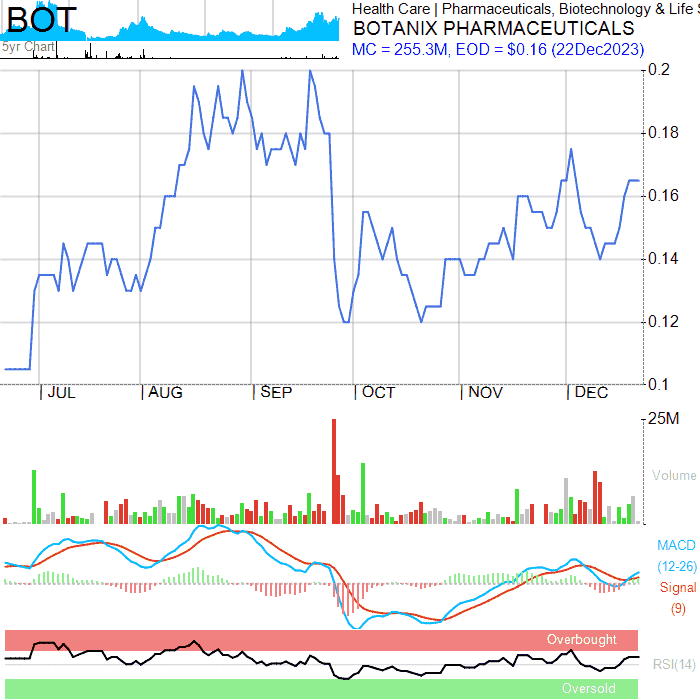 BOT
5yr Chart
Health Care | Pharmaceuticals, Biotechnology & Life S
BOTANIX PHARMACEUTICALS
MC = 255.3M, EOD = $0.16 (22Dec2023)
0.2
0.18
0.16
0.14
0.12
0.1
| JUL | AUG | SEP | OCT | NOV | DEC
25M
Volume
MACD
(12-26)
Signal
(9)
Overbought
RSI(14)
Oversold